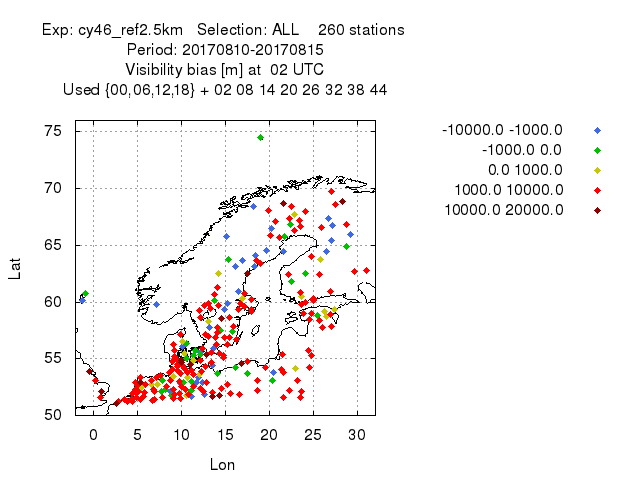 Exp: cy46_ref2.5km   Selection: ALL    260 stations
Period: 20170810-20170815
Visibility bias [m] at  02 UTC
Used {00,06,12,18} + 02 08 14 20 26 32 38 44
-10000.0 -1000.0
-1000.0 0.0
0.0 1000.0
1000.0 10000.0
10000.0 20000.0
75
70
65
60
55
50
Lat
0 5 10 15 20 25 30
Lon